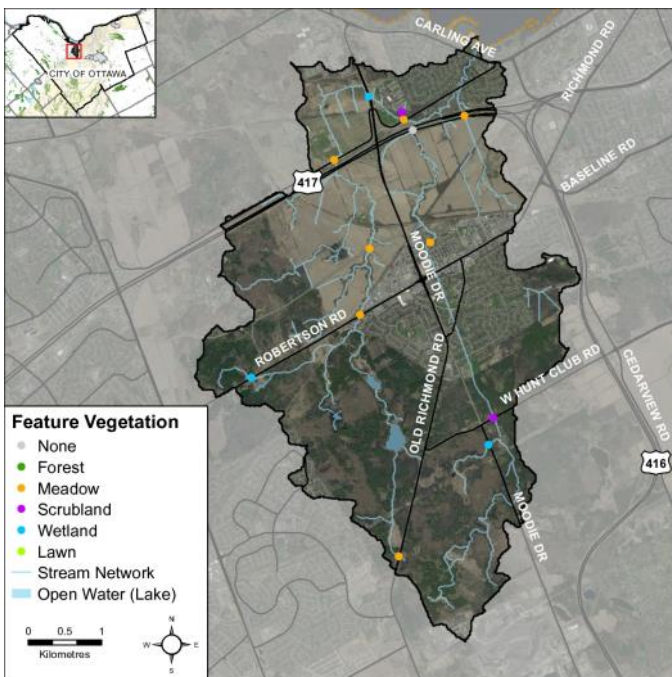 CITY OF OTTAWA
CARLING AVE
RICHMOND RD
BASELINE RD
417
MOODIE DR
ROBERTSON RD
OLD RICHMOND RD
W HUNT CLUB RD
CEDARVIEW RD
416
MOODIE DR
Feature Vegetation
None
Forest
Meadow
Scrubland
Wetland
Lawn
Stream Network
Open Water (Lake)
0 0.5 1
Kilometres
N
W E
S